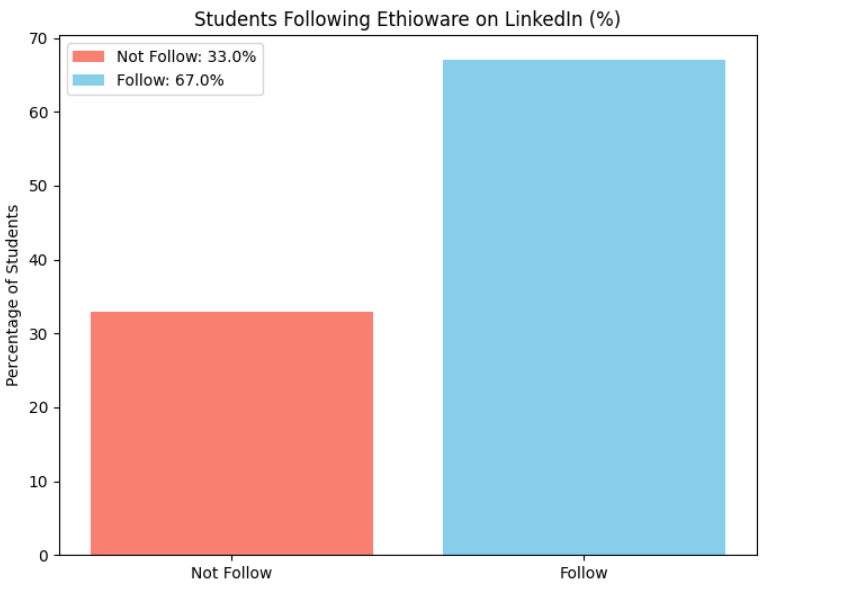 Students Following Ethioware on LinkedIn (%)
Not Follow: 33.0%
Follow: 67.0%
Percentage of Students
70
60
50
40
30
20
10
0
Not Follow
Follow